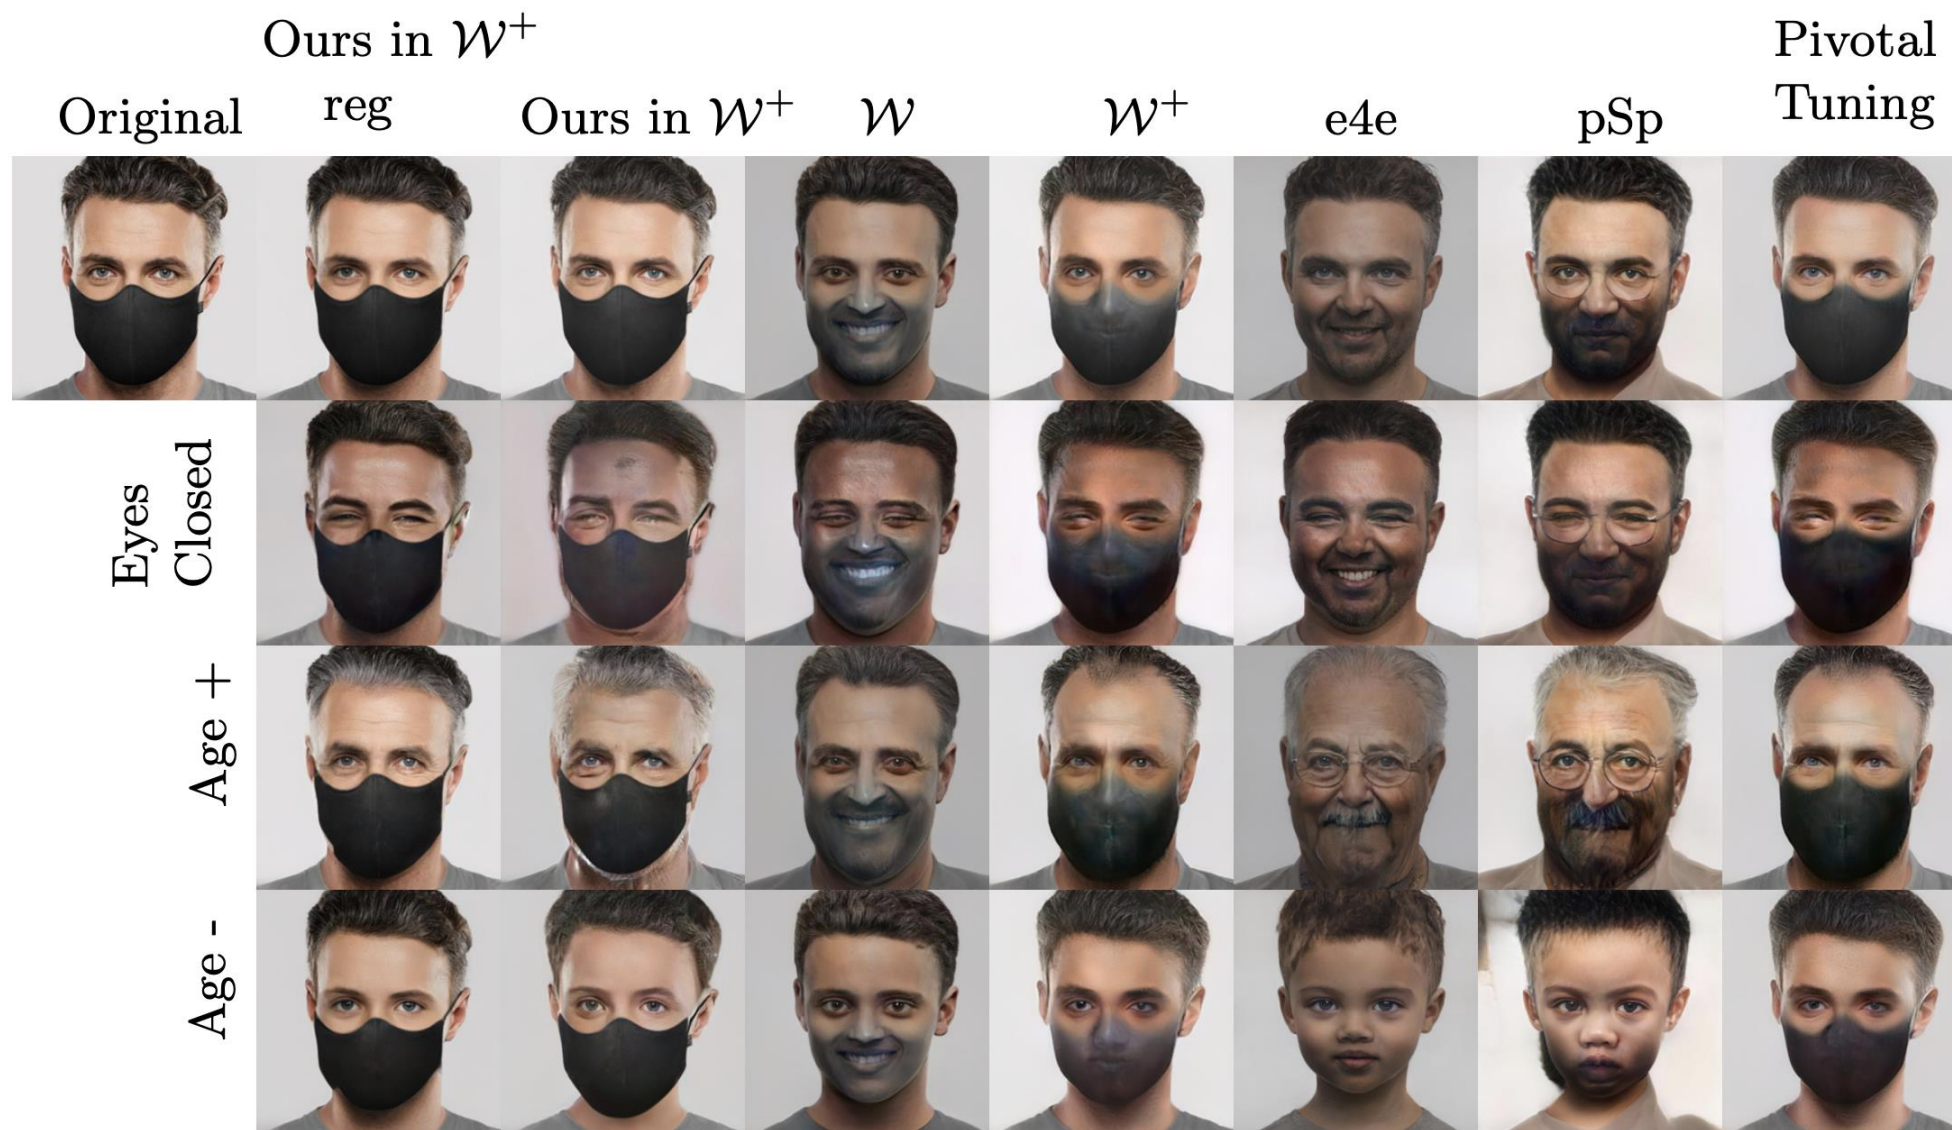 Ours in 𝒲⁺
reg
Original
Ours in 𝒲⁺
𝒲
𝒲⁺
e4e
pSp
Pivotal
Tuning
Eyes
Closed
Age +
Age -